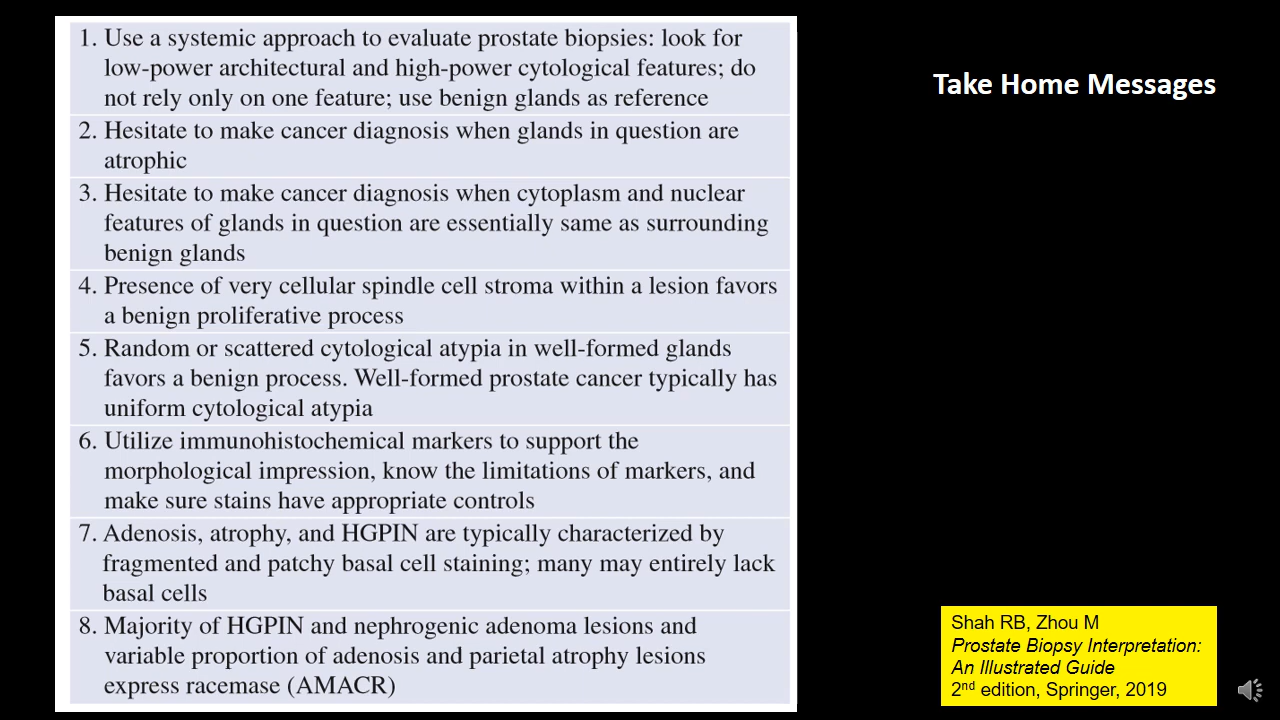 1. Use a systemic approach to evaluate prostate biopsies: look for
low-power architectural and high-power cytological features; do
not rely only on one feature; use benign glands as reference
2. Hesitate to make cancer diagnosis when glands in question are
atrophic
3. Hesitate to make cancer diagnosis when cytoplasm and nuclear
features of glands in question are essentially same as surrounding
benign glands
4. Presence of very cellular spindle cell stroma within a lesion favors
a benign proliferative process
5. Random or scattered cytological atypia in well-formed glands
favors a benign process. Well-formed prostate cancer typically has
uniform cytological atypia
6. Utilize immunohistochemical markers to support the
morphological impression, know the limitations of markers, and
make sure stains have appropriate controls
7. Adenosis, atrophy, and HGPIN are typically characterized by
fragmented and patchy basal cell staining; many may entirely lack
basal cells
8. Majority of HGPIN and nephrogenic adenoma lesions and
variable proportion of adenosis and parietal atrophy lesions
express racemase (AMACR)
Take Home Messages
Shah RB, Zhou M
Prostate Biopsy Interpretation:
An Illustrated Guide
2nd edition, Springer, 2019